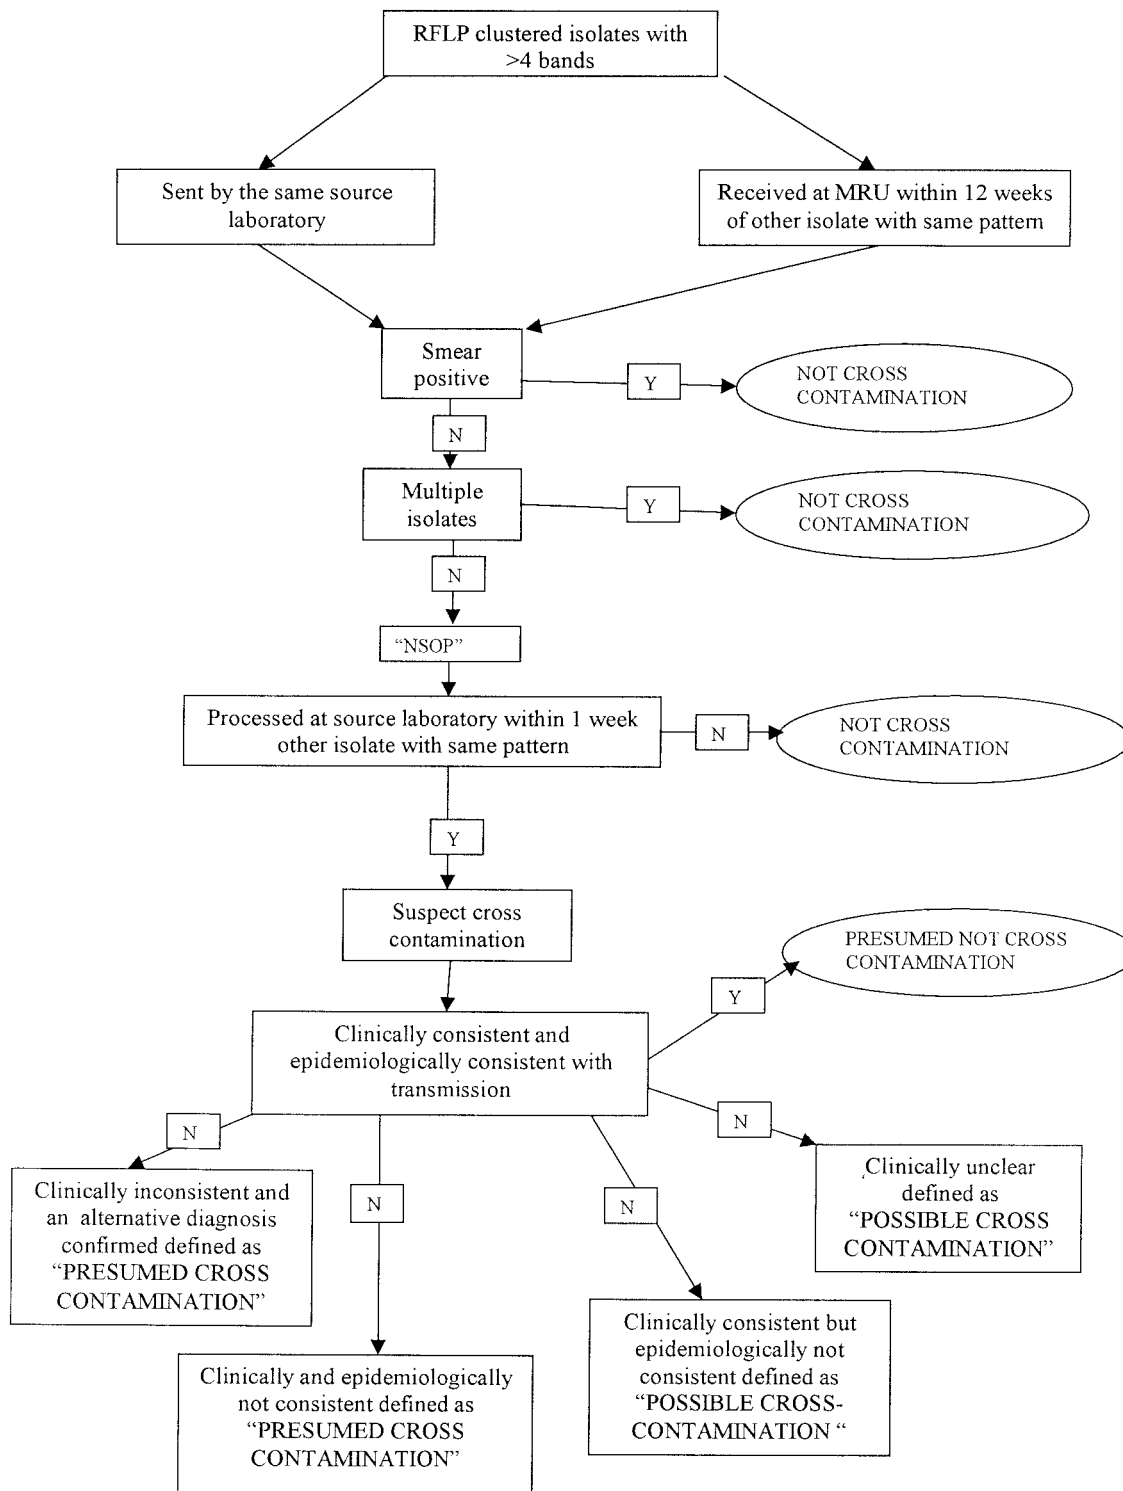 RFLP clustered isolates with
>4 bands
Sent by the same source
laboratory
Received at MRU within 12 weeks
of other isolate with same pattern
Smear
positive
Y
NOT CROSS
CONTAMINATION
N
Multiple
isolates
Y
NOT CROSS
CONTAMINATION
N
“NSOP”
Processed at source laboratory within 1 week
other isolate with same pattern
N
NOT CROSS
CONTAMINATION
Y
Suspect cross
contamination
PRESUMED NOT CROSS
CONTAMINATION
Y
Clinically consistent and
epidemiologically consistent with
transmission
N
N
N
N
Clinically unclear
defined as
“POSSIBLE CROSS
CONTAMINATION”
Clinically inconsistent and
an alternative diagnosis
confirmed defined as
“PRESUMED CROSS
CONTAMINATION”
Clinically consistent but
epidemiologically not
consistent defined as
“POSSIBLE CROSS-
CONTAMINATION “
Clinically and epidemiologically
not consistent defined as
“PRESUMED CROSS
CONTAMINATION”